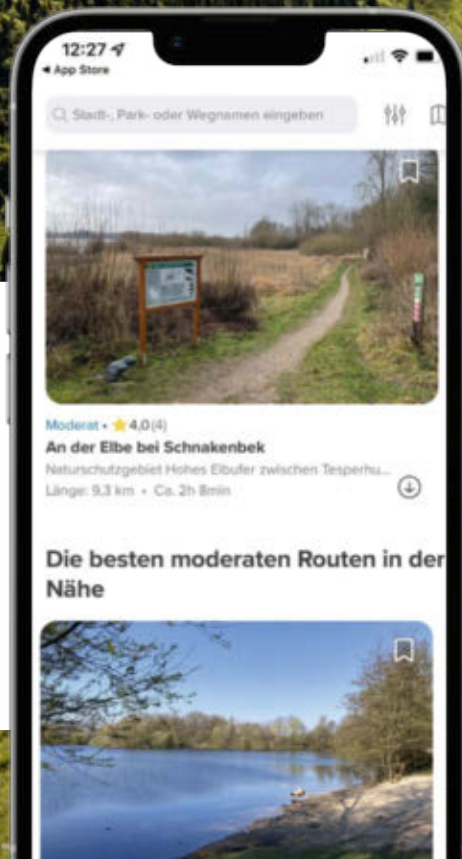 12:27
◀ App Store
Stadt-, Park- oder Wegnamen eingeben
Moderat • ⭐ 4,0 (4)
An der Elbe bei Schnakenbek
Naturschutzgebiet Hohes Elbufer zwischen Tesperhu...
Länge: 9,3 km • Ca. 2h 8min
Die besten moderaten Routen in der
Nähe